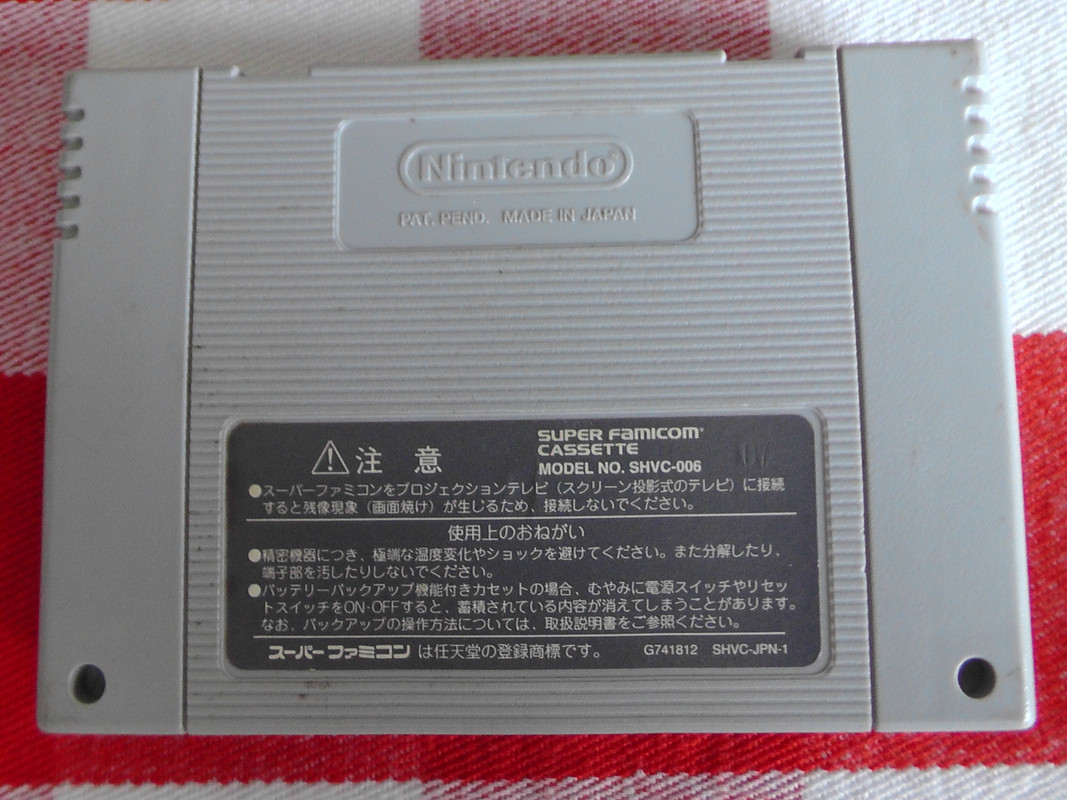 Nintendo
PAT. PEND. MADE IN JAPAN
注 意
SUPER FAMICOM
CASSETTE
MODEL NO. SHVC-006
●スーパーファミコンをプロジェクションテレビ（スクリーン投影式のテレビ）に接続
すると残像現象（画面焼け）が生じるため、接続しないでください。
使用上のおねがい
●精密機器につき、極端な温度変化やショックを避けてください。また分解したり、
端子部を汚したりしないでください。
●バッテリーバックアップ機能付きカセットの場合、むやみに電源スイッチやリセッ
トスイッチをON·OFFすると、蓄積されている内容が消えてしまうことがあります。
なお、バックアップの操作方法については、取扱説明書をご参照ください。
スーパーファミコンは任天堂の登録商標です。 G741812 SHVC-JPN-1